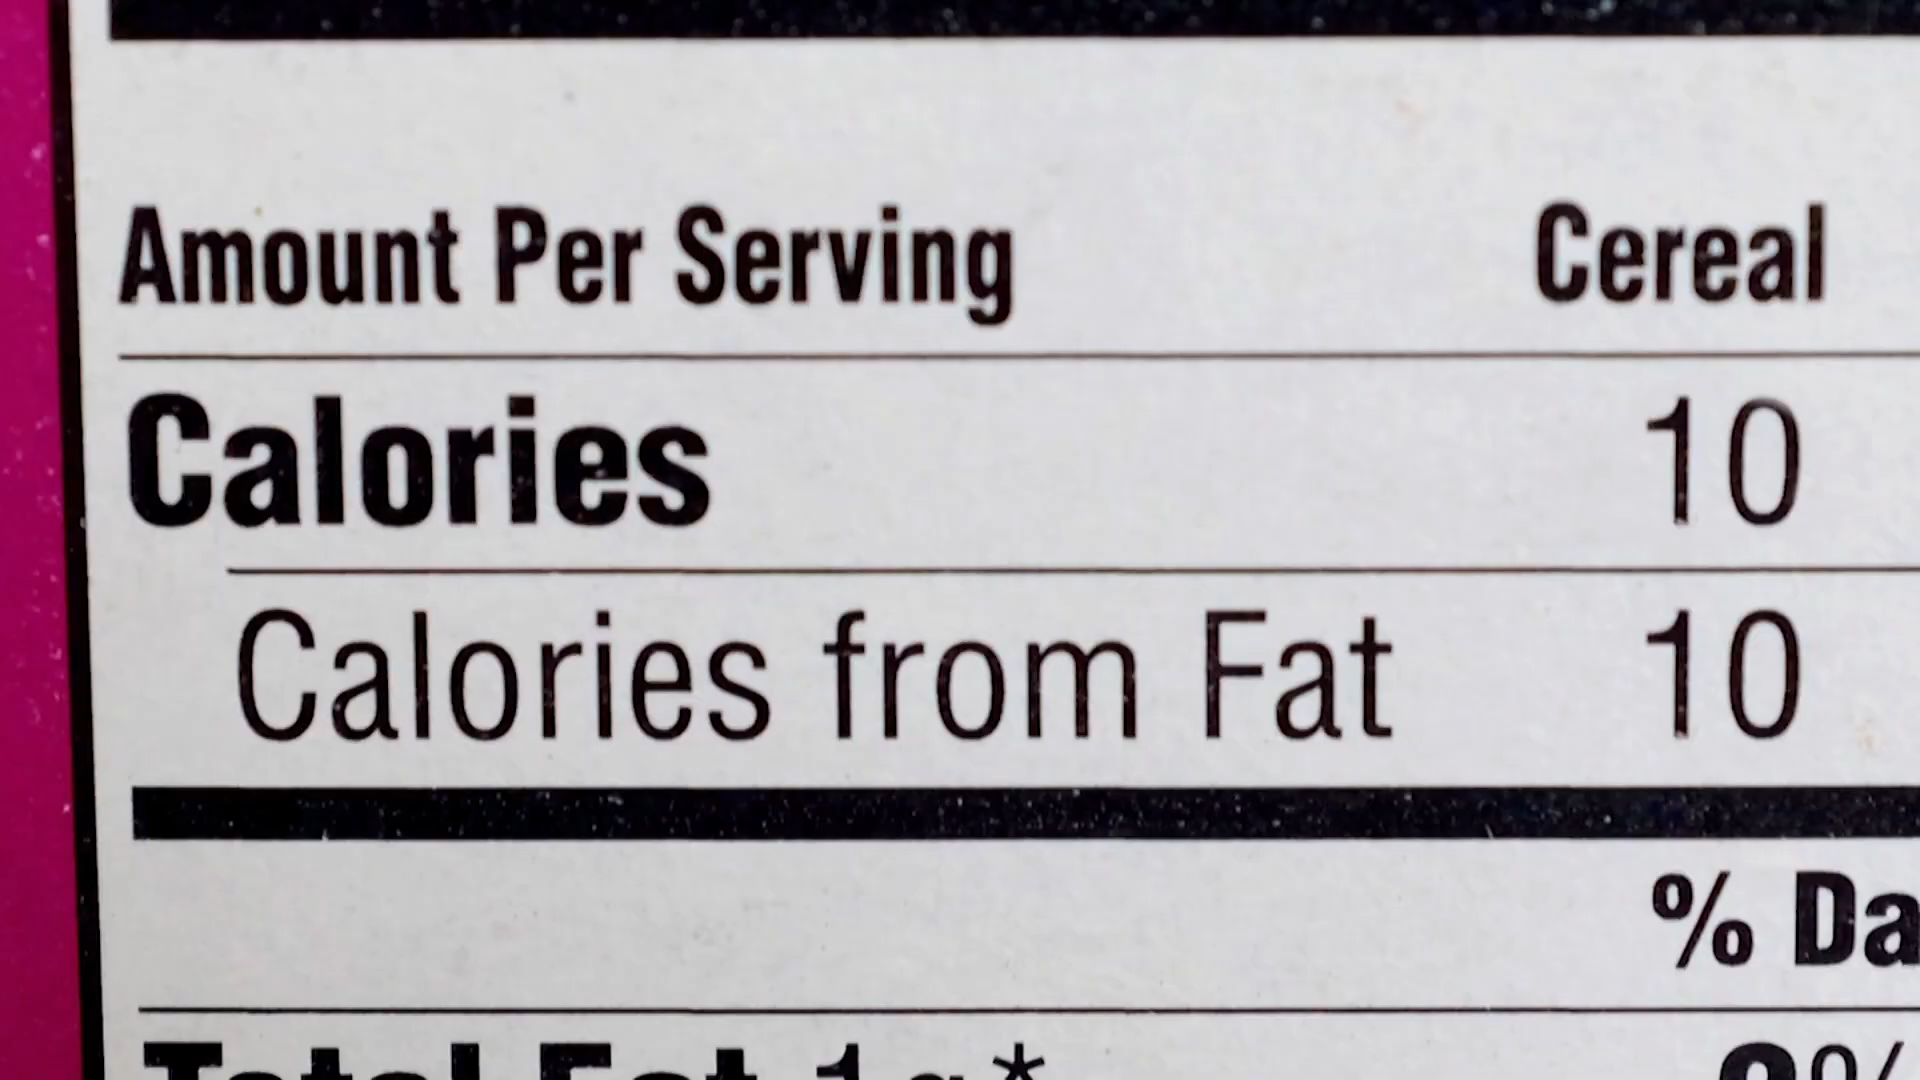 Amount Per Serving Cereal
Calories 10
Calories from Fat 10
% Da
Total Fat 1g*